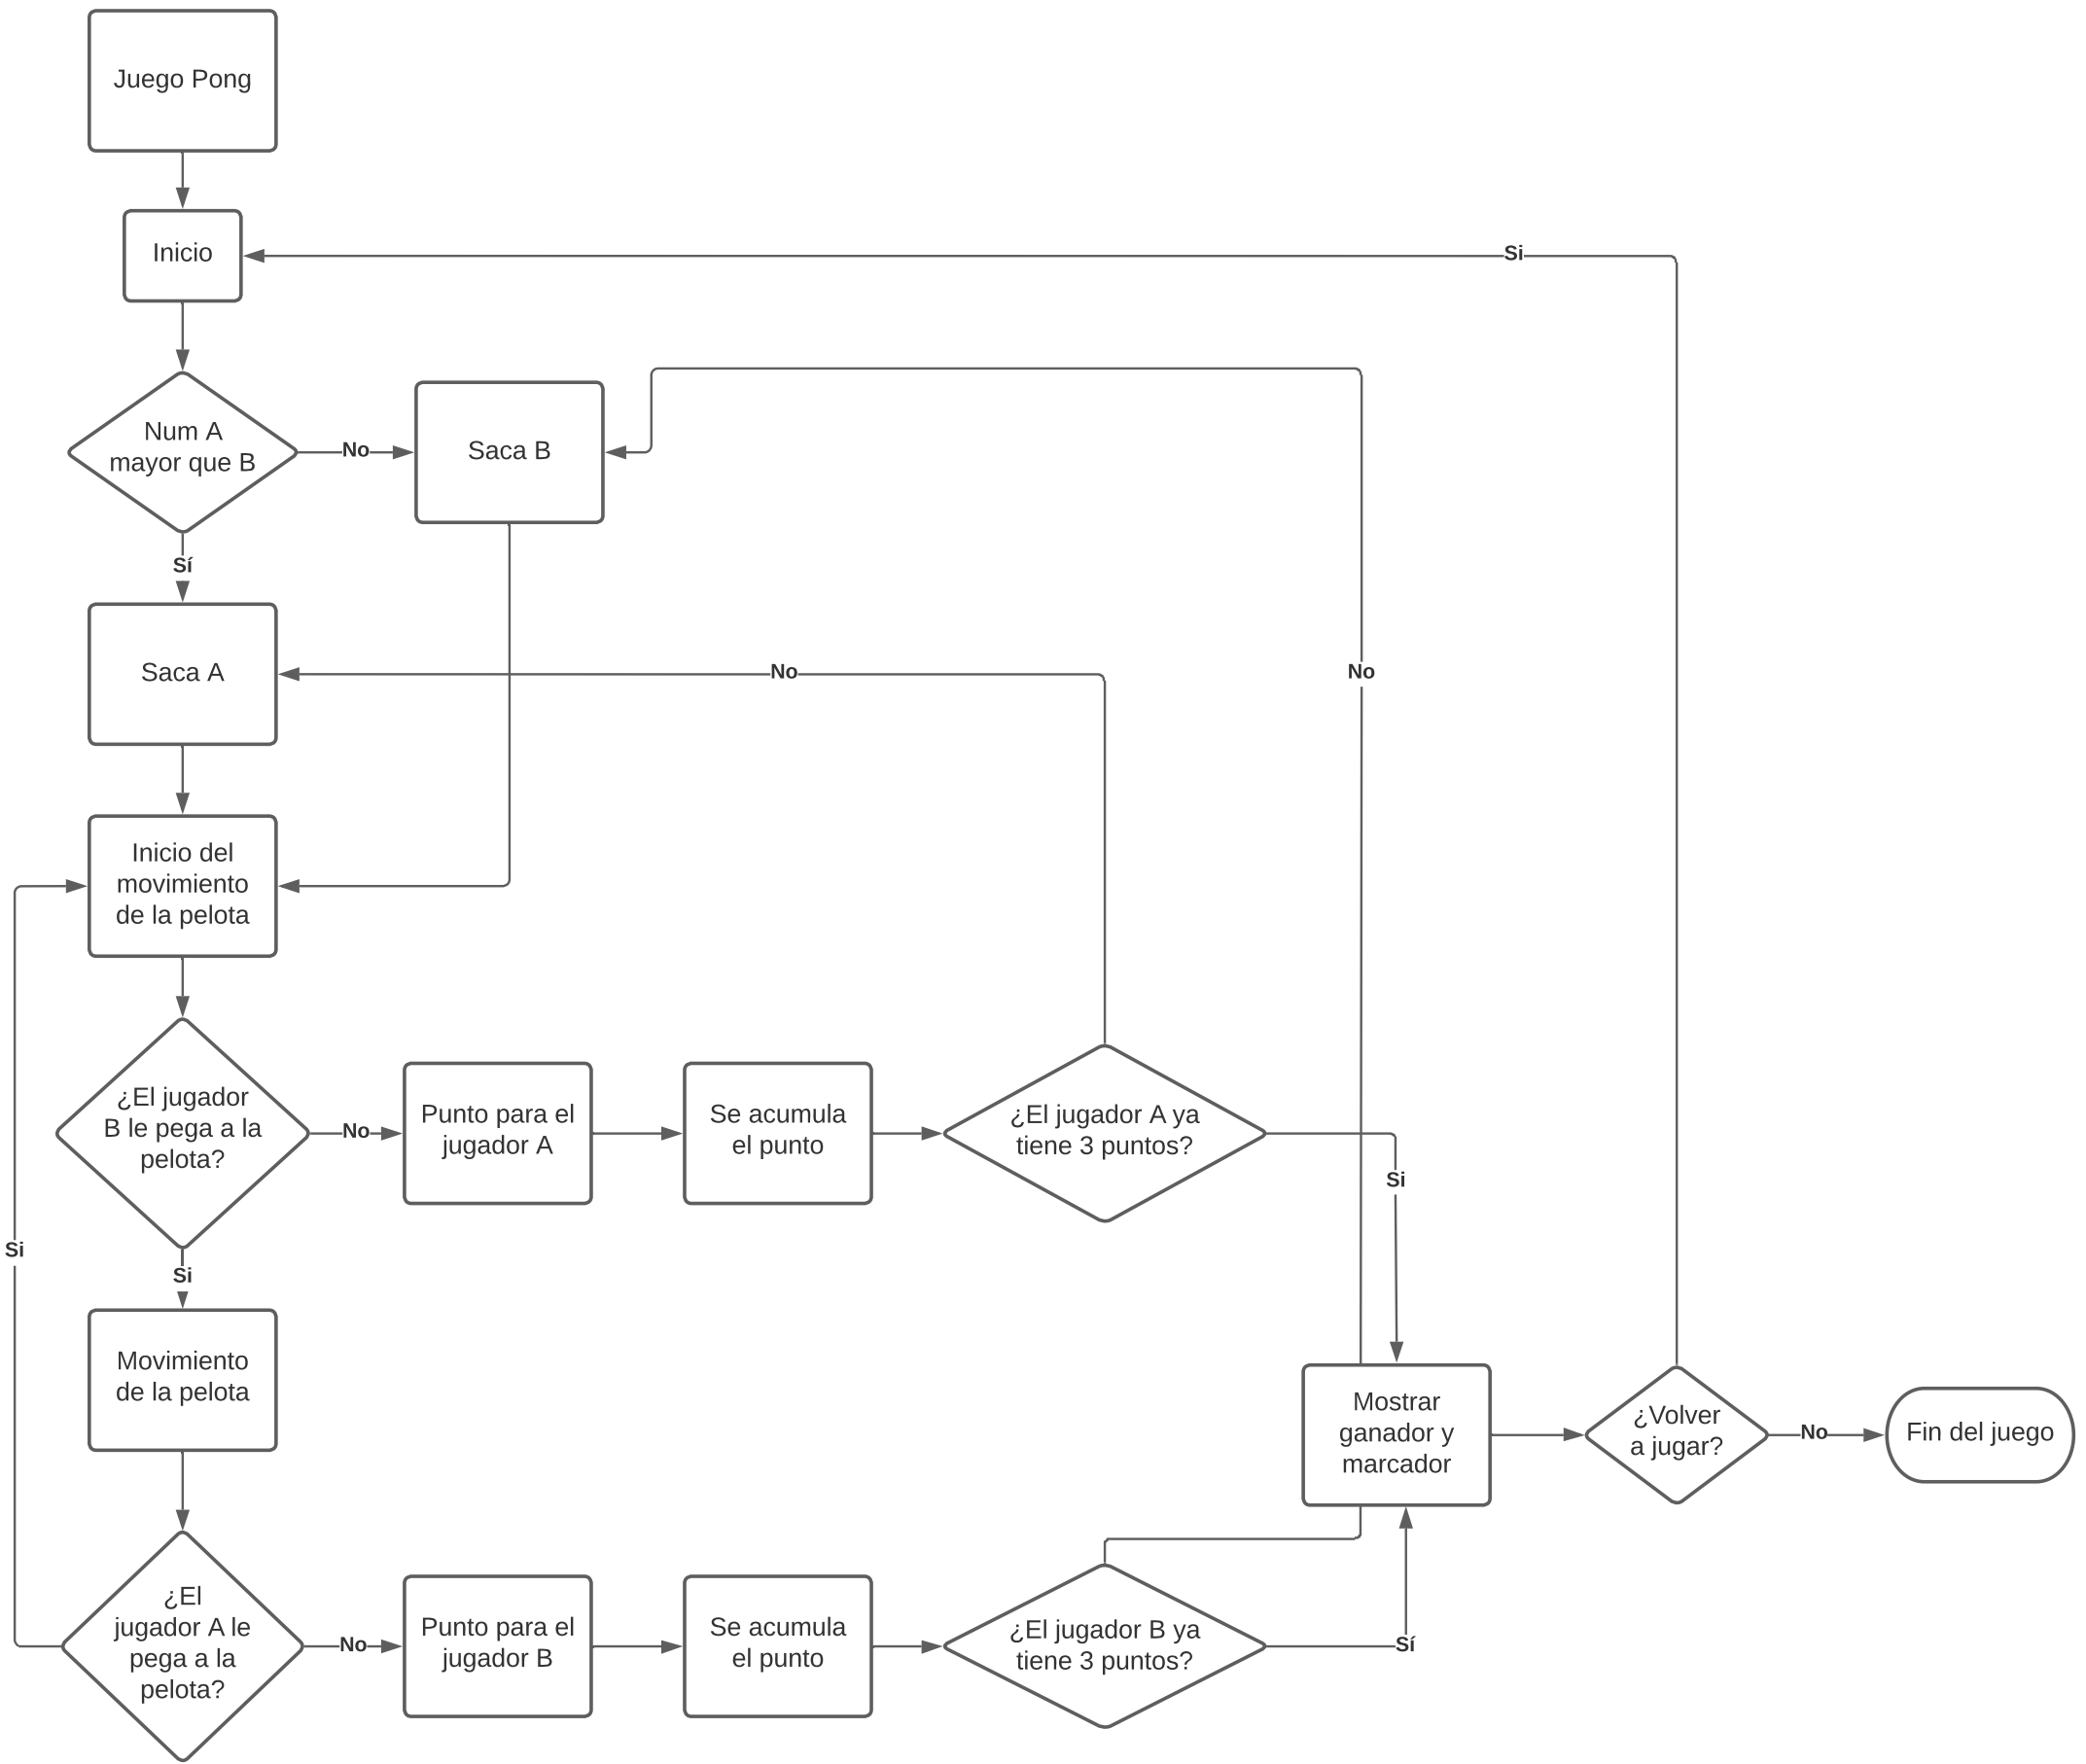 Juego Pong
Inicio
Si
Num A
mayor que B
No
Saca B
Sí
Saca A
No
No
Inicio del
movimiento
de la pelota
¿El jugador
B le pega a la
pelota?
No
Punto para el
jugador A
Se acumula
el punto
¿El jugador A ya
tiene 3 puntos?
Si
Si
Si
Movimiento
de la pelota
Mostrar
ganador y
marcador
¿Volver
a jugar?
No
Fin del juego
¿El
jugador A le
pega a la
pelota?
No
Punto para el
jugador B
Se acumula
el punto
¿El jugador B ya
tiene 3 puntos?
Sí